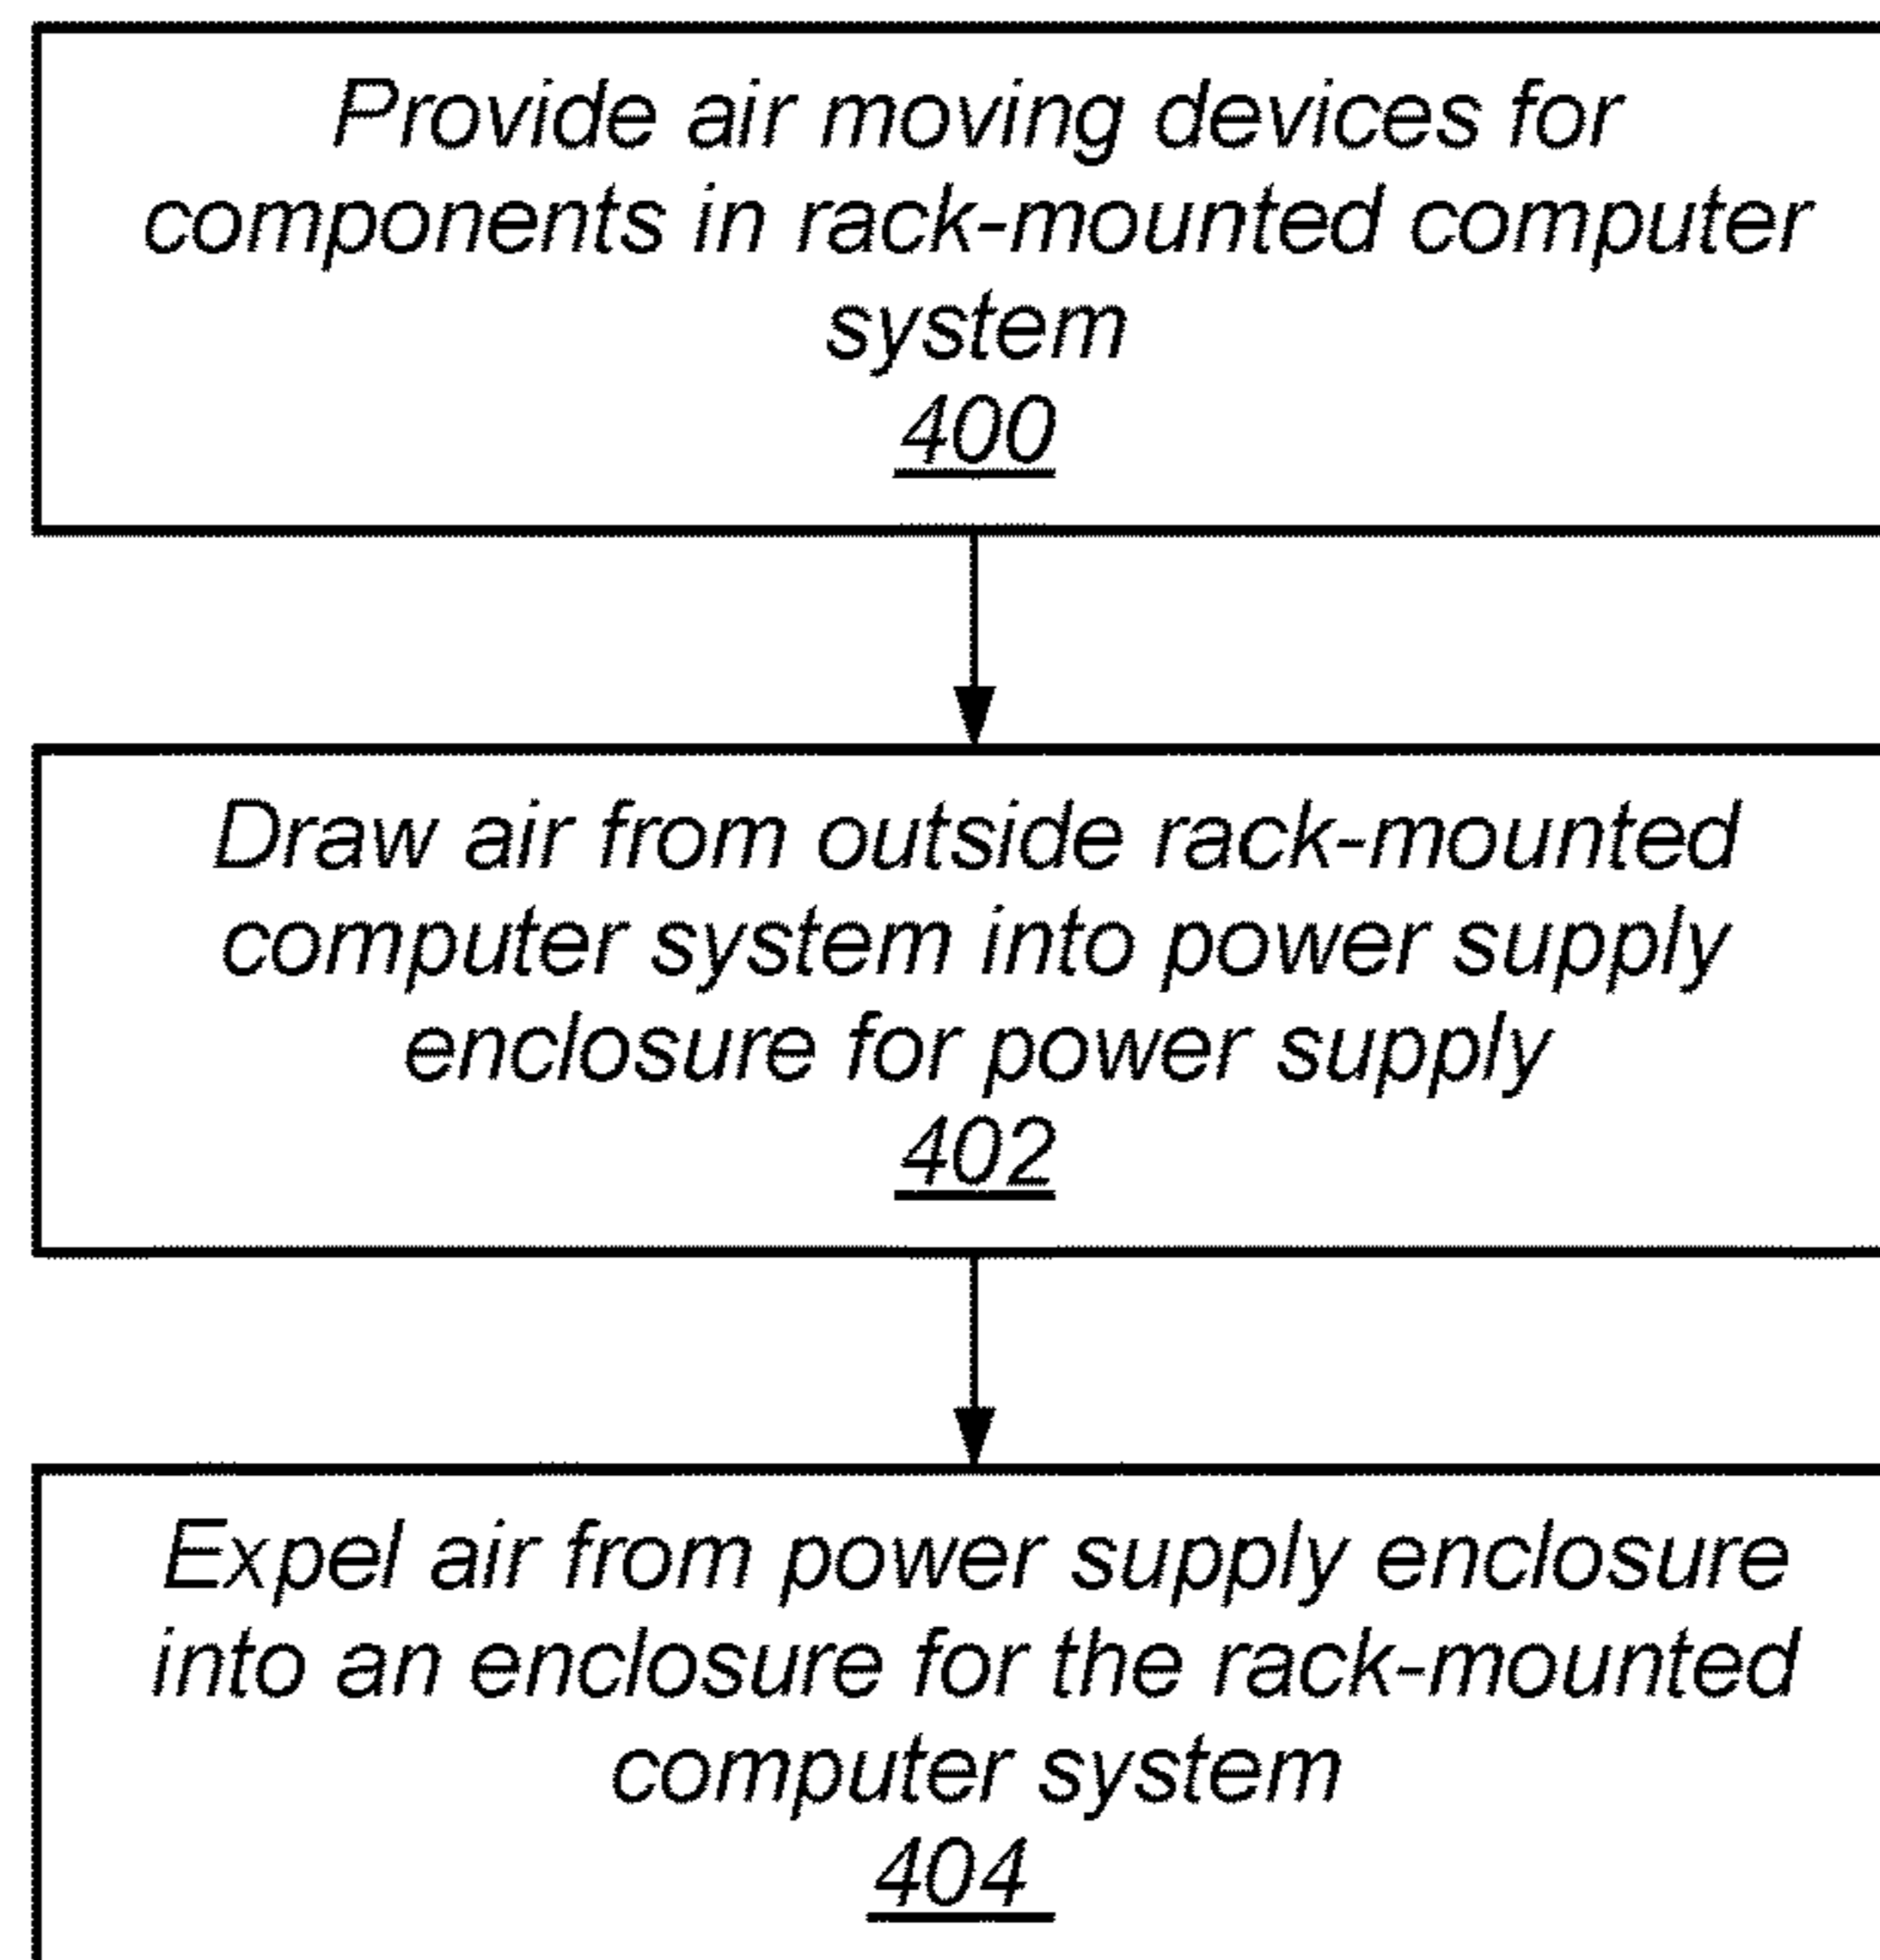 Provide air moving devices for
components in rack-mounted computer
system
400
Draw air from outside rack-mounted
computer system into power supply
enclosure for power supply
402
Expel air from power supply enclosure
into an enclosure for the rack-mounted
computer system
404